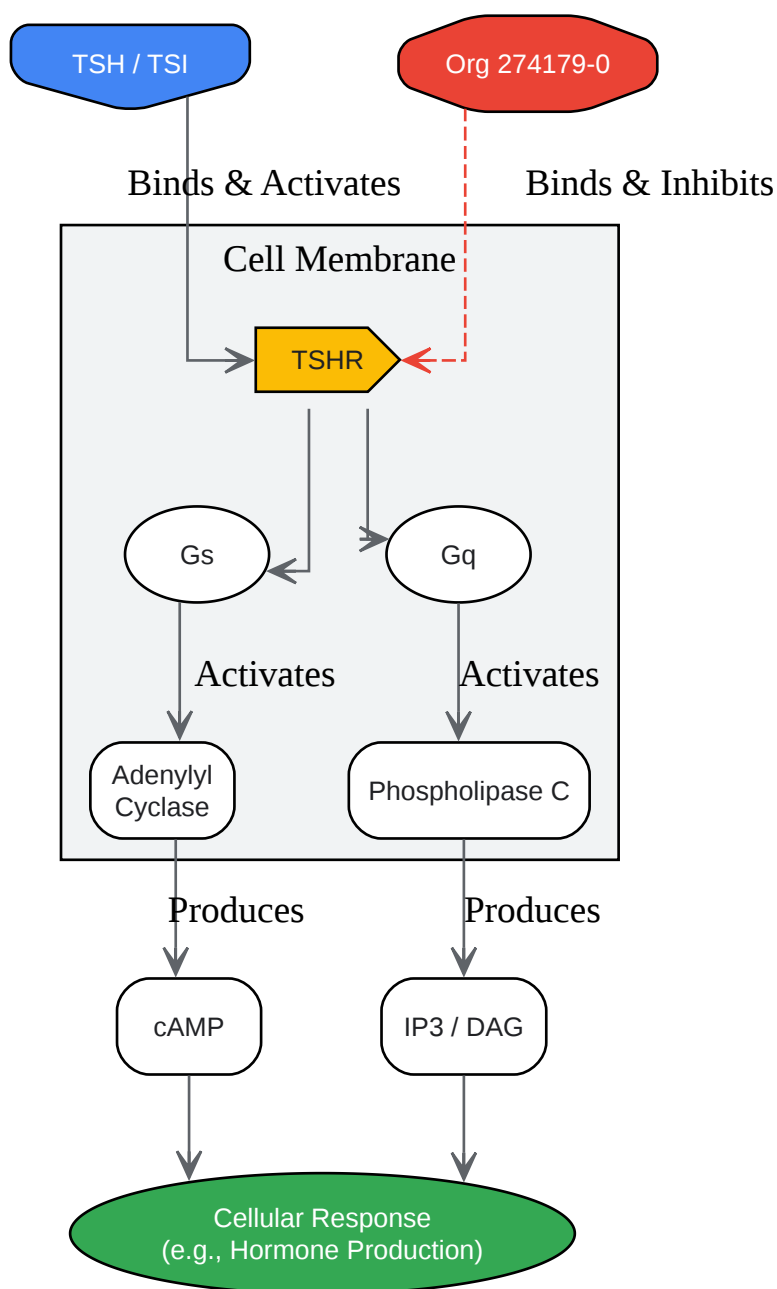 TSH / TSI
Org 274179-0
Binds & Activates
Binds & Inhibits
Cell Membrane
TSHR
Gs
Gq
Activates
Activates
Adenylyl
Cyclase
Phospholipase C
Produces
Produces
cAMP
IP3 / DAG
Cellular Response
(e.g., Hormone Production)